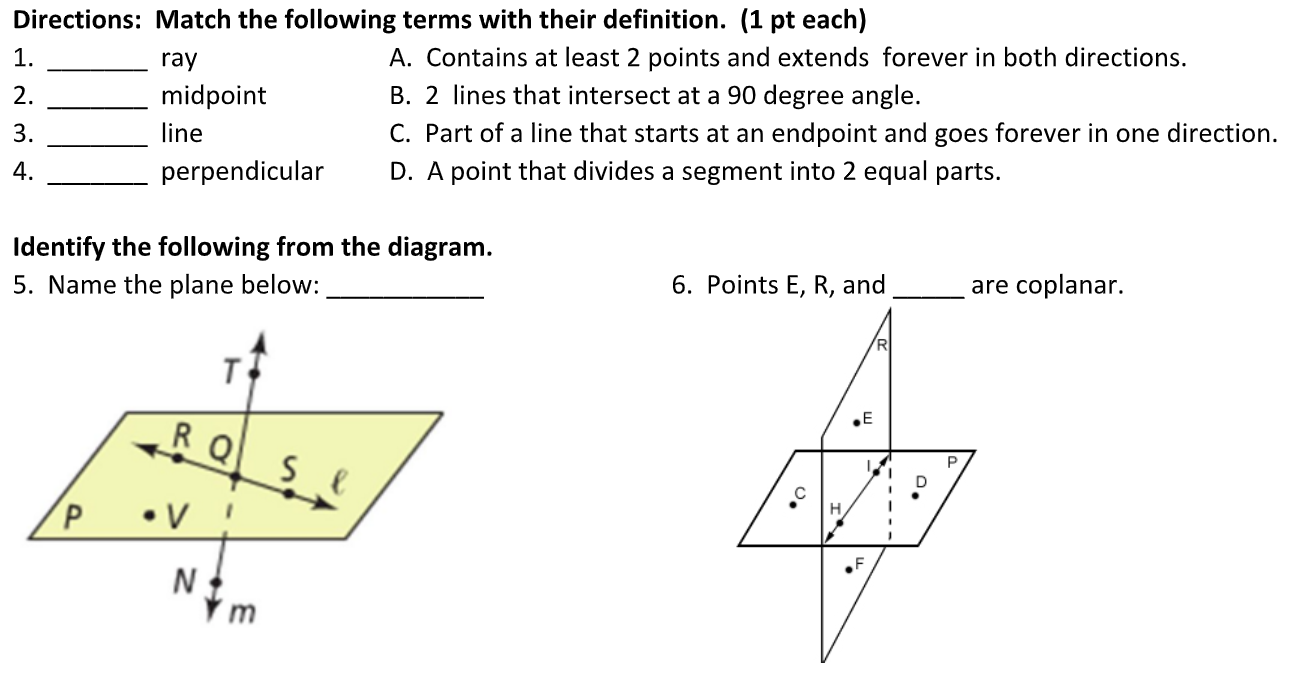 Directions:  Match the following terms with their definition.  (1 pt each)
1. _______ ray A.  Contains at least 2 points and extends  forever in both directions.
2. _______ midpoint B.  2  lines that intersect at a 90 degree angle.
3. _______ line C.  Part of a line that starts at an endpoint and goes forever in one direction.
4. _______ perpendicular D.  A point that divides a segment into 2 equal parts.
Identify the following from the diagram.
5.  Name the plane below: ___________ 6.  Points E, R, and _____ are coplanar.
T
R Q S ℓ
P V
N m
R
E
I P
C D
H
F